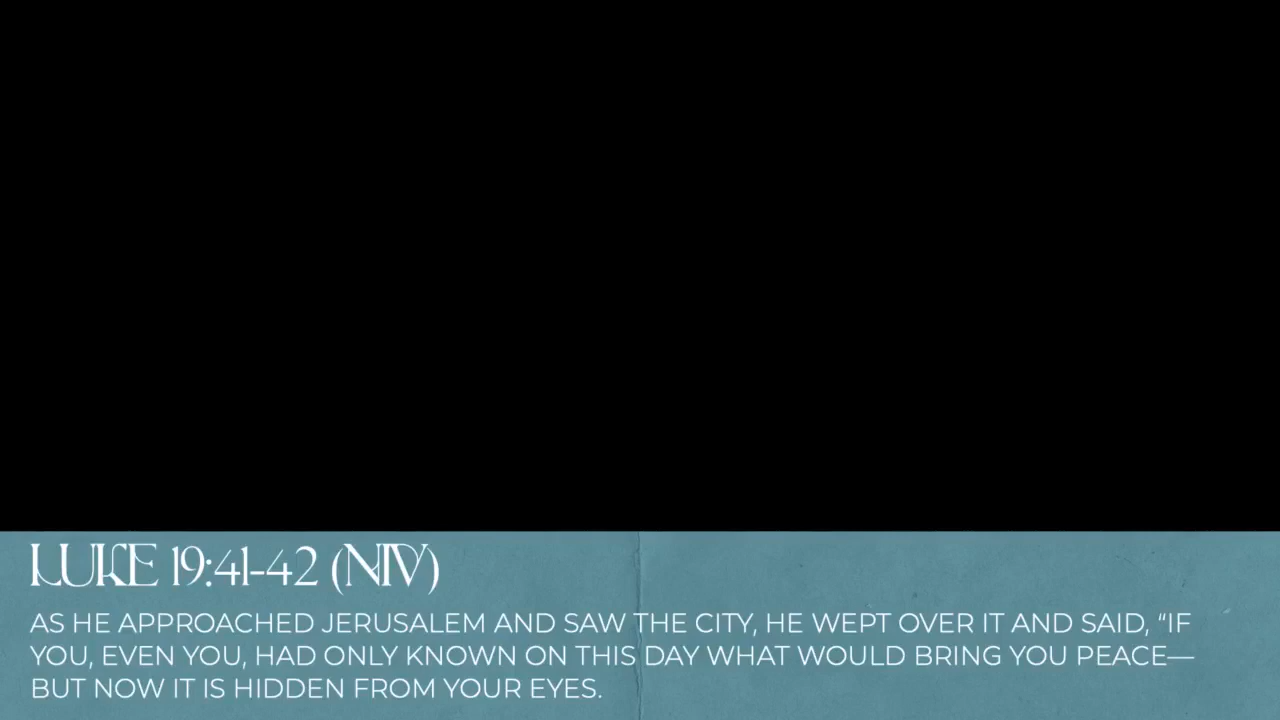 LUKE 19:41-42 (NIV)
AS HE APPROACHED JERUSALEM AND SAW THE CITY, HE WEPT OVER IT AND SAID, “IF
YOU, EVEN YOU, HAD ONLY KNOWN ON THIS DAY WHAT WOULD BRING YOU PEACE—
BUT NOW IT IS HIDDEN FROM YOUR EYES.